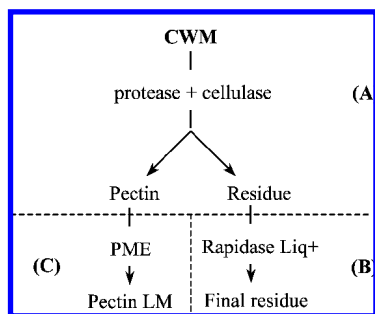 CWM
protease + cellulase
(A
Pectin Residue
PME Rapidase Liq+
(C) (B)
Pectin LM Final residue